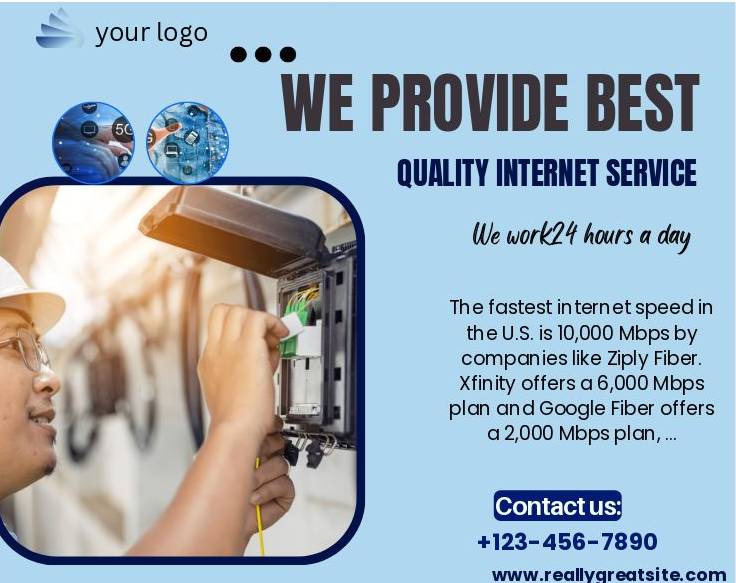 your logo
WE PROVIDE BEST
5G
G
QUALITY INTERNET SERVICE
We work24 hours a day
The fastest internet speed in
the U.S. is 10,000 Mbps by
companies like Ziply Fiber.
Xfinity offers a 6,000 Mbps
plan and Google Fiber offers
a 2,000 Mbps plan, ...
Contact us:
+123-456-7890
www.reallygreatsite.com